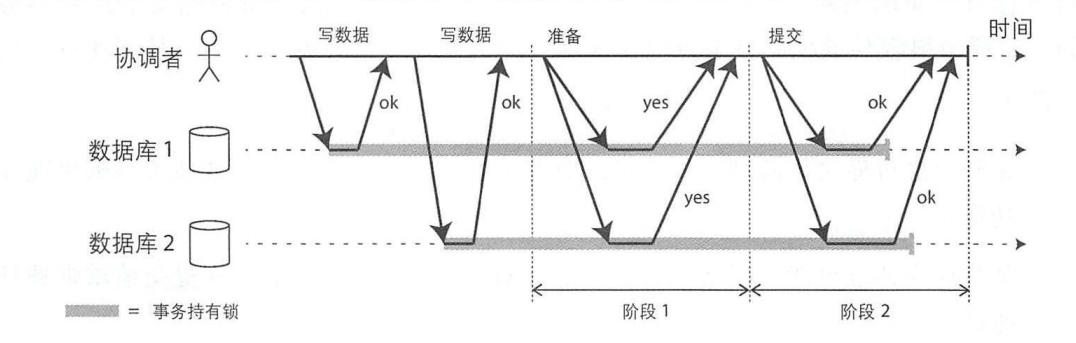 时间
写数据 写数据 准备 提交
协调者
ok ok yes ok
数据库 1
yes ok
数据库 2
阶段 1 阶段 2
= 事务持有锁